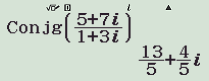 √▱ D i ▲
Conjg(5+7i/1+3i)
13/5+4/5i